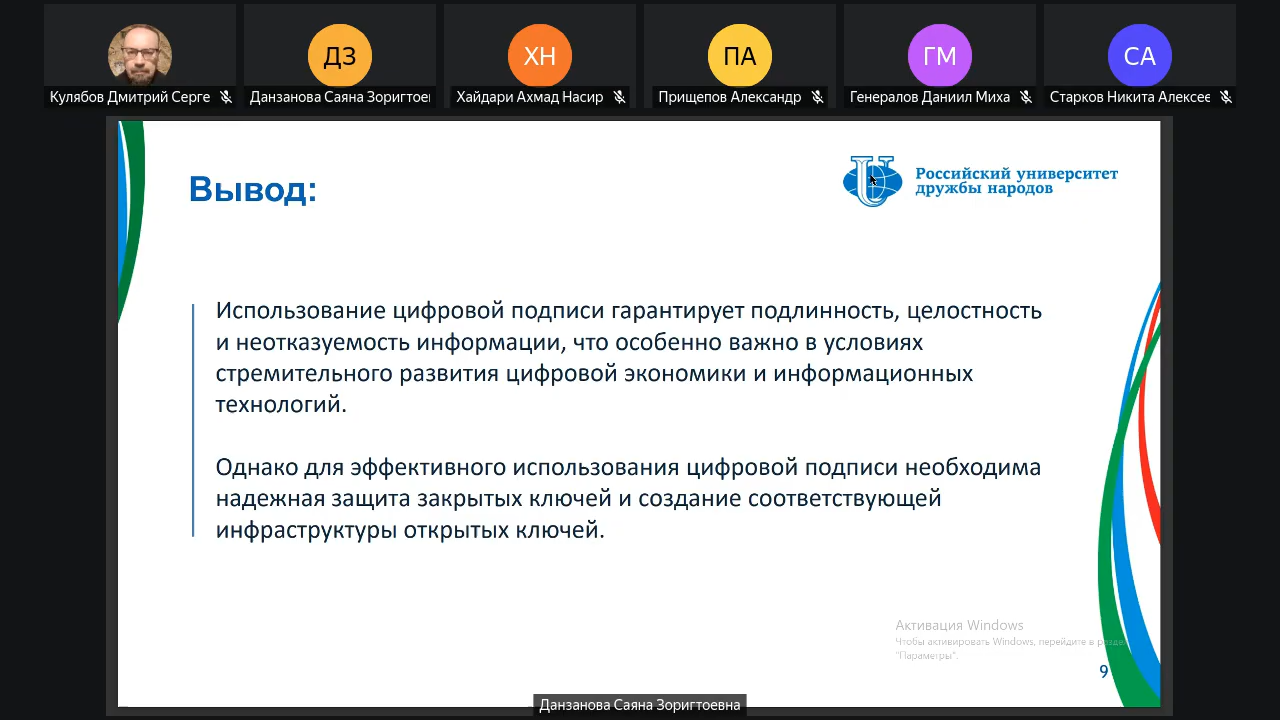 ДЗ
ХН
ПА
ГМ
СА
Кулябов Дмитрий Серге
Данзанова Саяна Зоригтоеі
Хайдари Ахмад Насир
Прищепов Александр
Генералов Даниил Миха
Старков Никита Алексее
Вывод:
Российский университет
дружбы народов
Использование цифровой подписи гарантирует подлинность, целостность
и неотказуемость информации, что особенно важно в условиях
стремительного развития цифровой экономики и информационных
технологий.
Однако для эффективного использования цифровой подписи необходима
надежная защита закрытых ключей и создание соответствующей
инфраструктуры открытых ключей.
Активация Windows
Чтобы активировать Windows, перейдите в раздел
"Параметры".
9
Данзанова Саяна Зоригтоевна